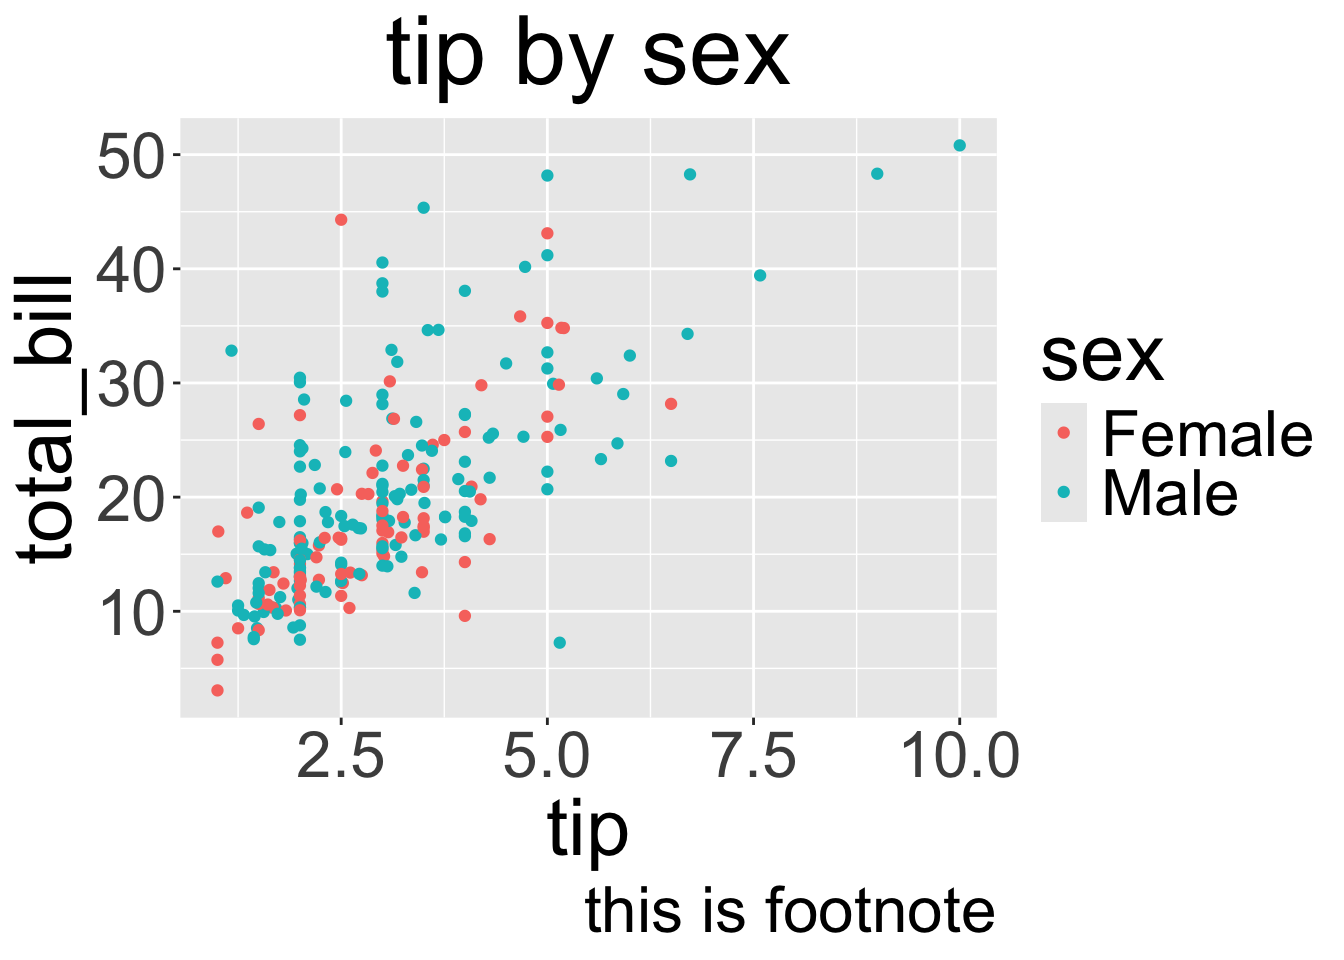 tip by sex
total_bill
50
40
30
20
10
2.5 5.0 7.5 10.0
tip
this is footnote
sex
Female
Male